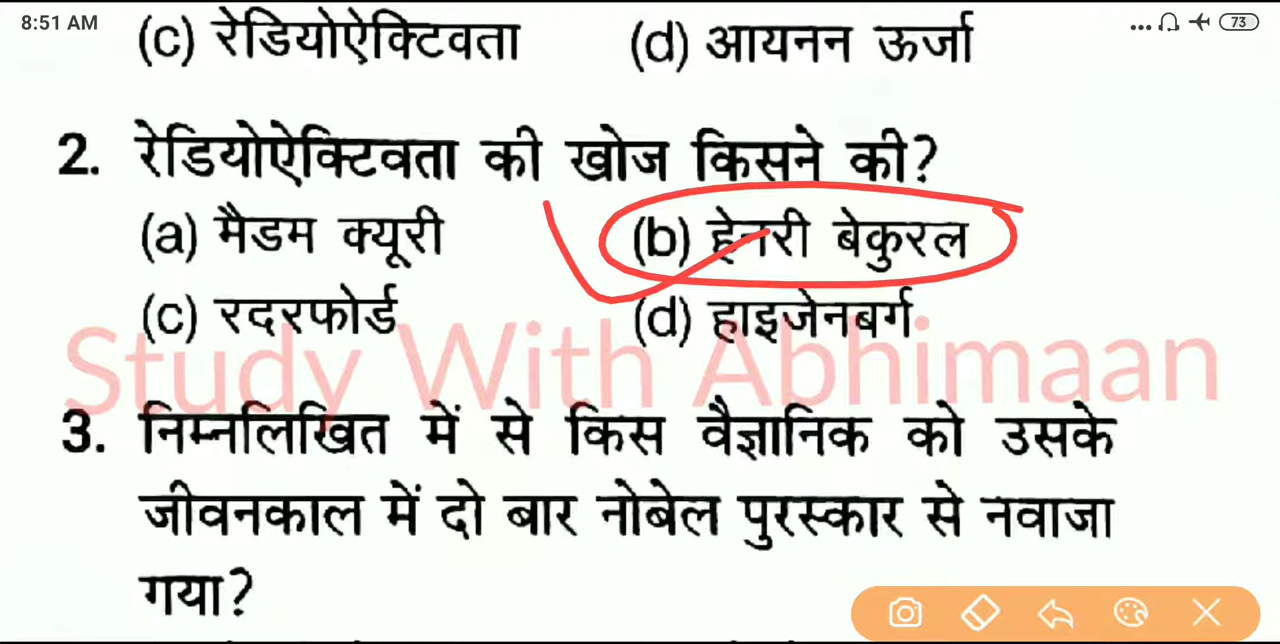 8:51 AM ... 73
(c) रेडियोऐक्टिवता (d) आयनन ऊर्जा
2. रेडियोऐक्टिवता की खोज किसने की?
(a) मैडम क्यूरी (b) हेनरी बेकुरल
(c) रदरफोर्ड (d) हाइजेनबर्ग
Study With Abhimaan
3. निम्नलिखित में से किस वैज्ञानिक को उसके
जीवनकाल में दो बार नोबेल पुरस्कार से नवाजा
गया?